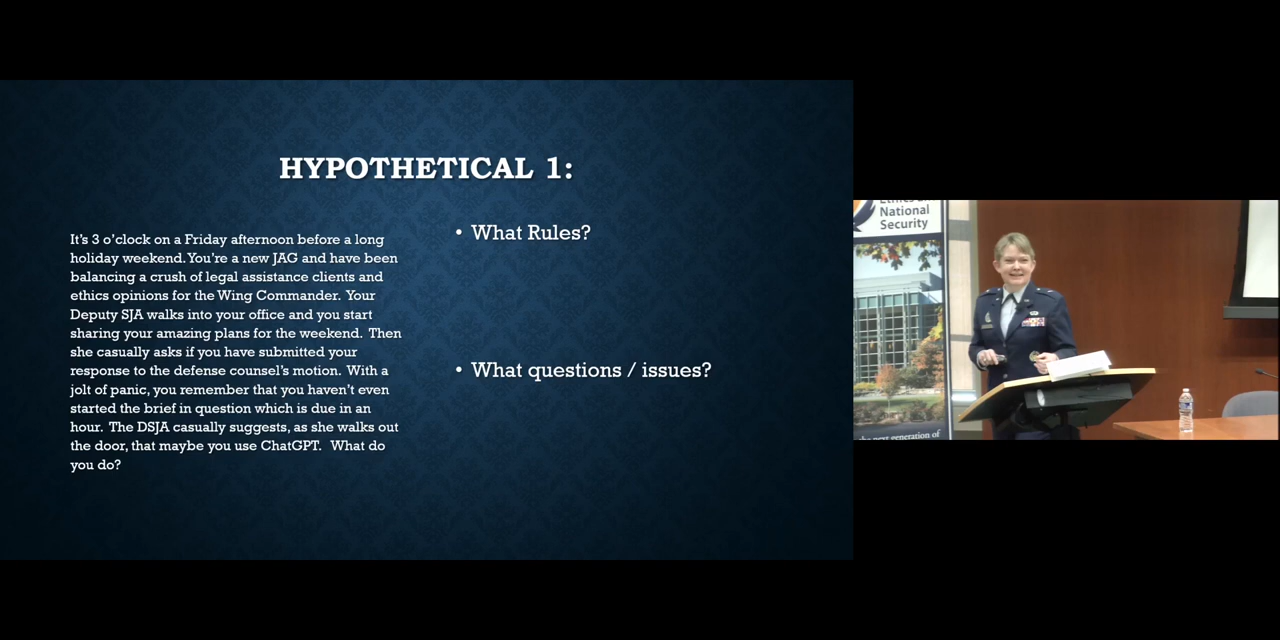 HYPOTHETICAL 1:
It's 3 o'clock on a Friday afternoon before a long
holiday weekend. You're a new JAG and have been
balancing a crush of legal assistance clients and
ethics opinions for the Wing Commander. Your
Deputy SJA walks into your office and you start
sharing your amazing plans for the weekend. Then
she casually asks if you have submitted your
response to the defense counsel's motion. With a
jolt of panic, you remember that you haven't even
started the brief in question which is due in an
hour. The DSJA casually suggests, as she walks out
the door, that maybe you use ChatGPT. What do
you do?
• What Rules?
• What questions / issues?
Ethics
National
Security
the next generation of